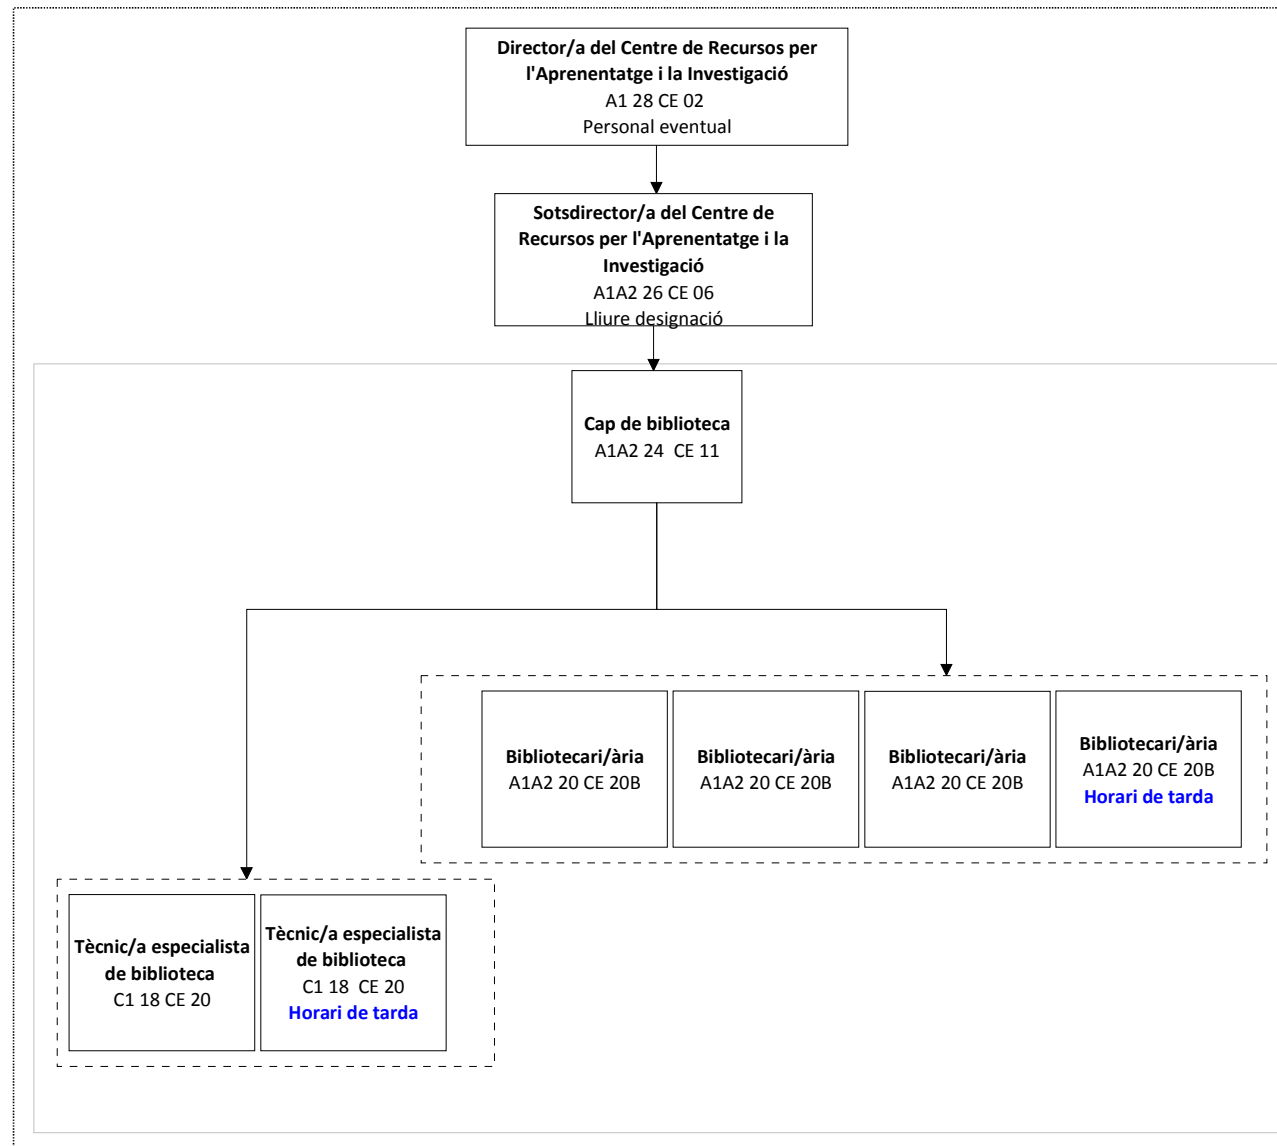 Director/a del Centre de Recursos per
l'Aprenentatge i la Investigació
A1 28 CE 02
Personal eventual
Sotsdirector/a del Centre de
Recursos per l'Aprenentatge i la
Investigació
A1A2 26 CE 06
Lliure designació
Cap de biblioteca
A1A2 24  CE 11
Bibliotecari/ària
A1A2 20 CE 20B
Bibliotecari/ària
A1A2 20 CE 20B
Bibliotecari/ària
A1A2 20 CE 20B
Bibliotecari/ària
A1A2 20 CE 20B
Horari de tarda
Tècnic/a especialista
de biblioteca
C1 18 CE 20
Tècnic/a especialista
de biblioteca
C1 18  CE 20
Horari de tarda